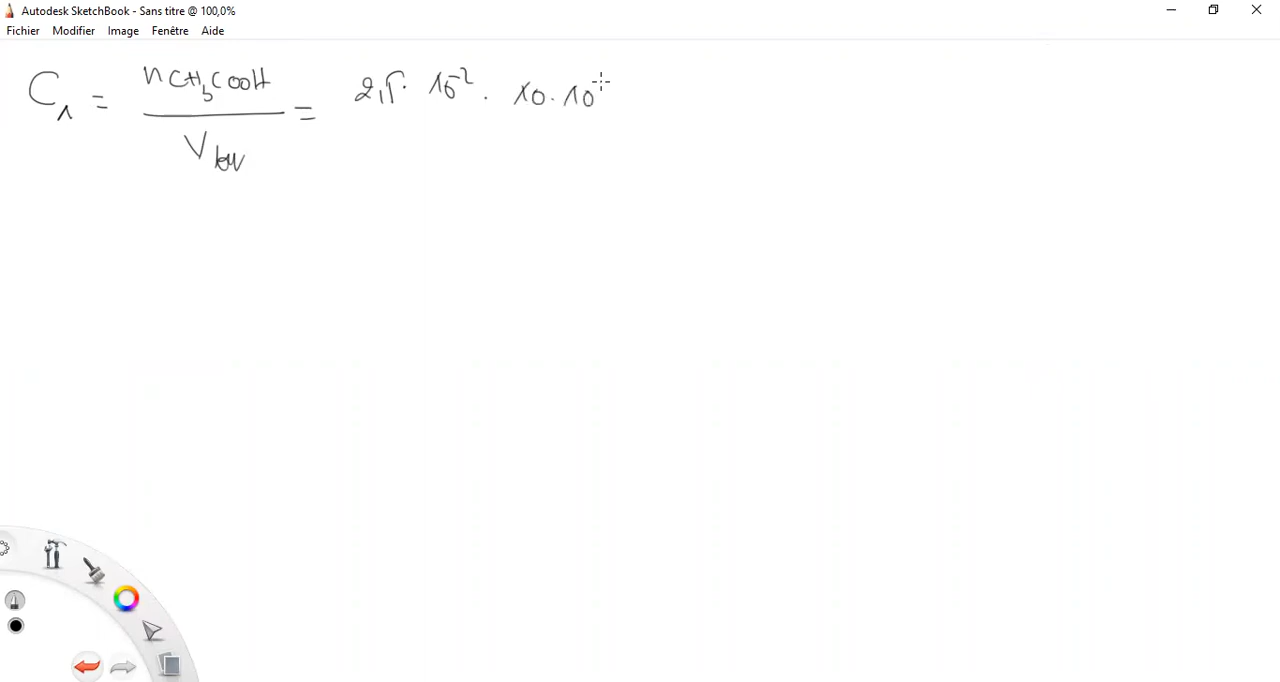 Autodesk SketchBook - Sans titre @ 100,0%
Fichier Modifier Image Fenêtre Aide
C₁ = nCH₃COOH / V = 2,5 · 10⁻² · 10 · 10⁻